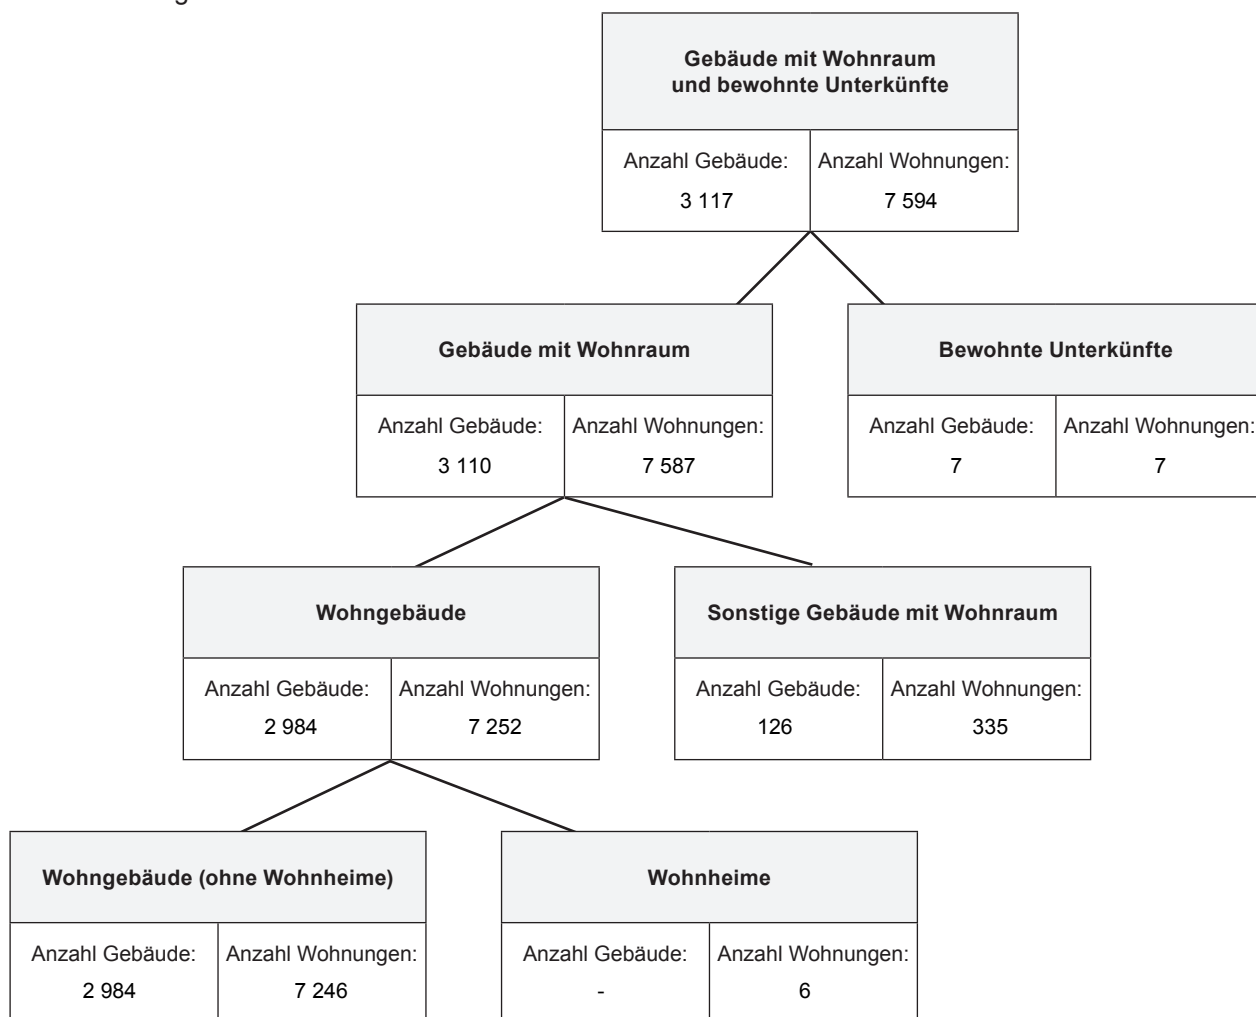 Gebäude mit Wohnraum
und bewohnte Unterkünfte
Anzahl Gebäude: Anzahl Wohnungen:
3 117 7 594
Gebäude mit Wohnraum Bewohnte Unterkünfte
Anzahl Gebäude: Anzahl Wohnungen: Anzahl Gebäude: Anzahl Wohnungen:
3 110 7 587 7 7
Wohngebäude Sonstige Gebäude mit Wohnraum
Anzahl Gebäude: Anzahl Wohnungen: Anzahl Gebäude: Anzahl Wohnungen:
2 984 7 252 126 335
Wohngebäude (ohne Wohnheime) Wohnheime
Anzahl Gebäude: Anzahl Wohnungen: Anzahl Gebäude: Anzahl Wohnungen:
2 984 7 246 - 6